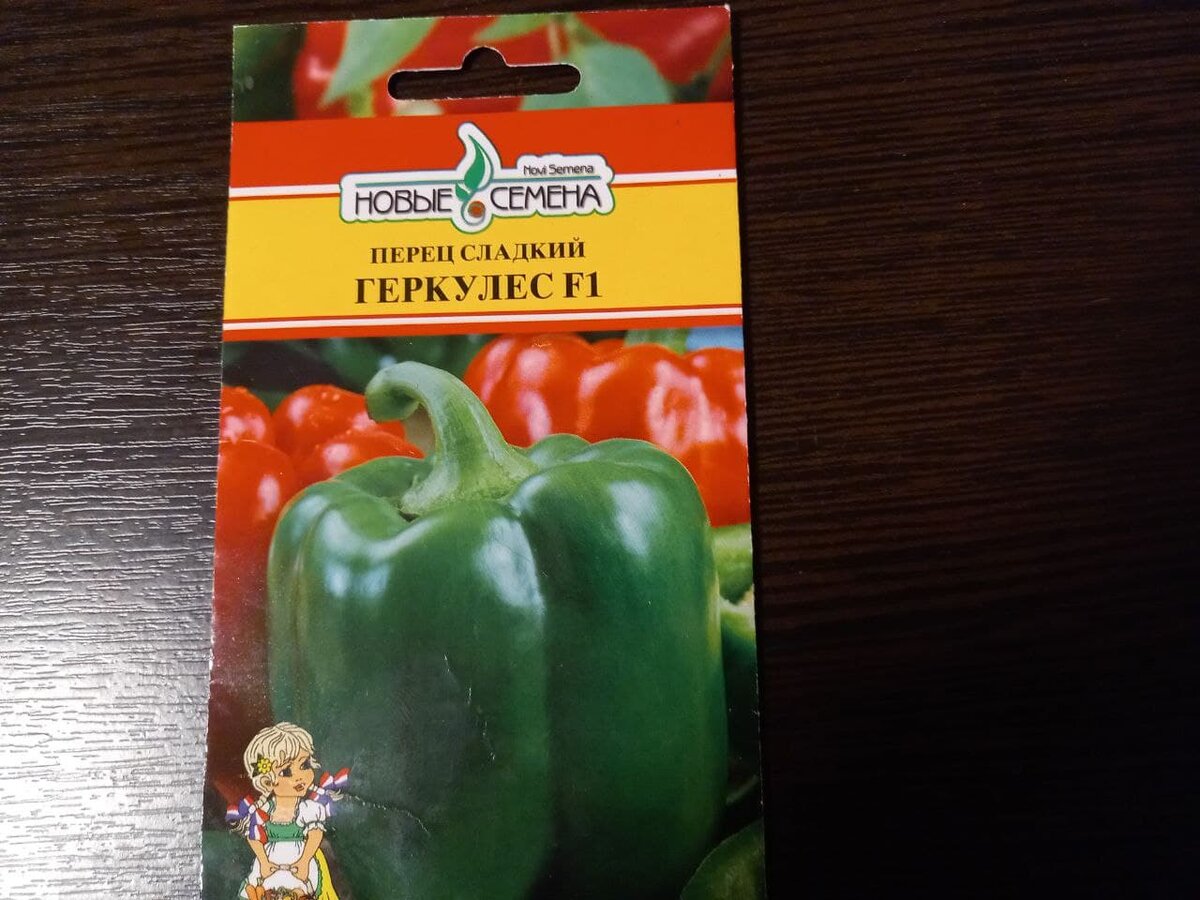 Novi Semena
НОВЫЕ СЕМЕНА
ПЕРЕЦ СЛАДКИЙ
ГЕРКУЛЕС F1